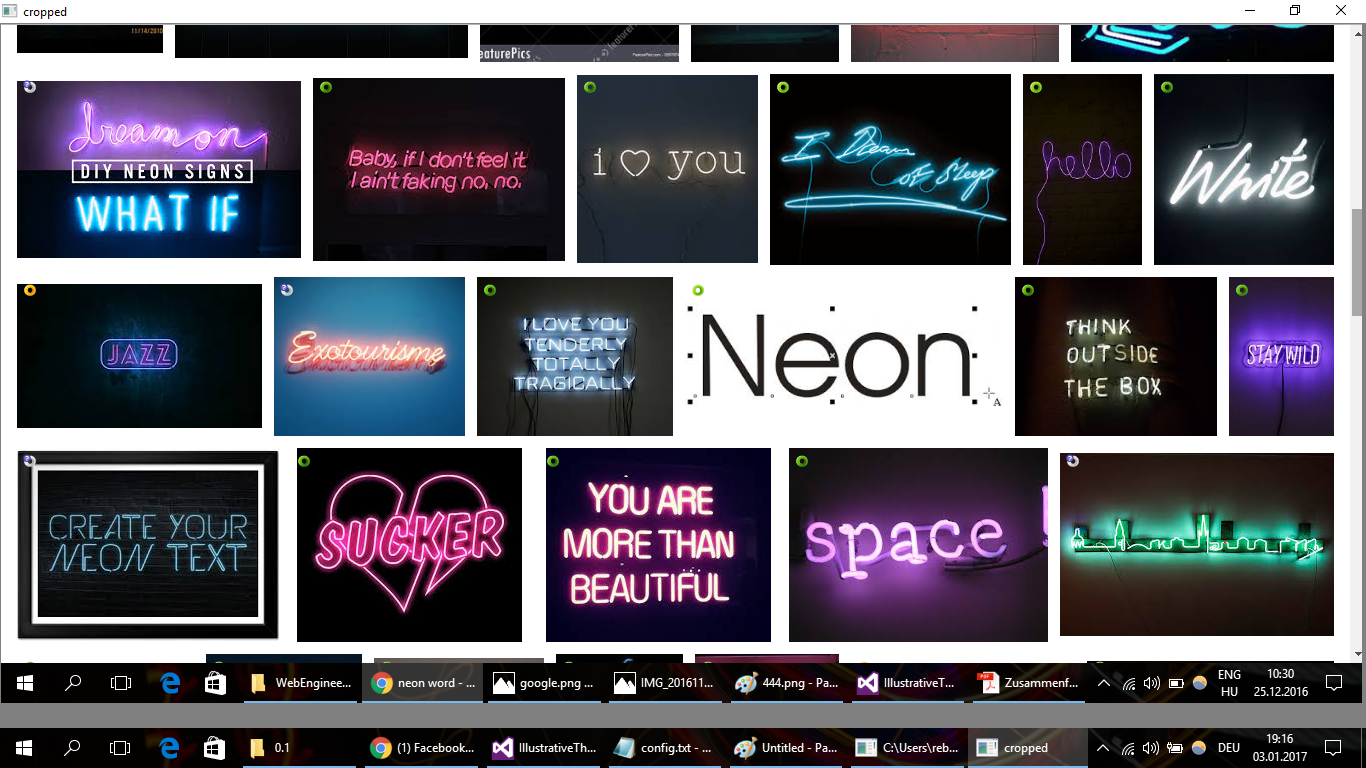 cropped
11/14/2010
eaturePics
dream on
DIY NEON SIGNS
WHAT IF
Baby, if I don't feel it
I ain't faking no, no.
i ♡ you
I Dream
of Sleep
hello
White
JAZZ
Exotourisme
I LOVE YOU
TENDERLY
TOTALLY
TRAGICALLY
Neon
A
THINK
OUTSIDE
THE BOX
STAY WILD
CREATE YOUR
NEON TEXT
SUCKER
YOU ARE
MORE THAN
BEAUTIFUL
space
WebEnginee...
neon word - ...
google.png ...
IMG_201611...
444.png - Pa...
IllustrativeT...
Zusammenf...
ENG
HU
10:30
25.12.2016
0.1
(1) Facebook...
IllustrativeTh...
config.txt - ...
Untitled - Pa...
C:\Users\reb...
cropped
DEU
19:16
03.01.2017